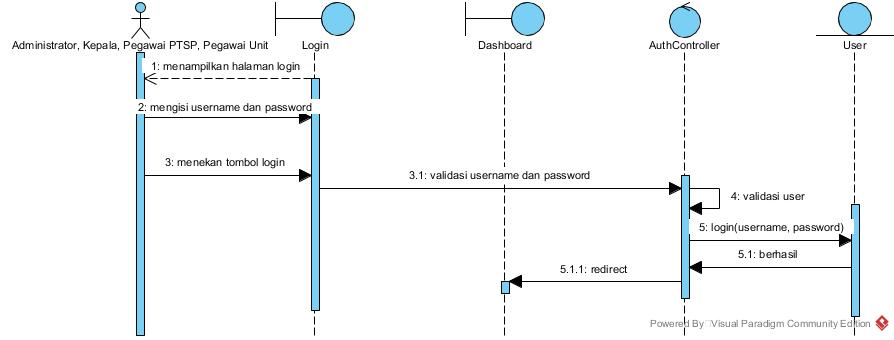 Administrator, Kepala, Pegawai PTSP, Pegawai Unit
Login
Dashboard
AuthController
User
1: menampilkan halaman login
2: mengisi username dan password
3: menekan tombol login
3.1: validasi username dan password
4: validasi user
5: login(username, password)
5.1: berhasil
5.1.1: redirect
Powered By Visual Paradigm Community Edition